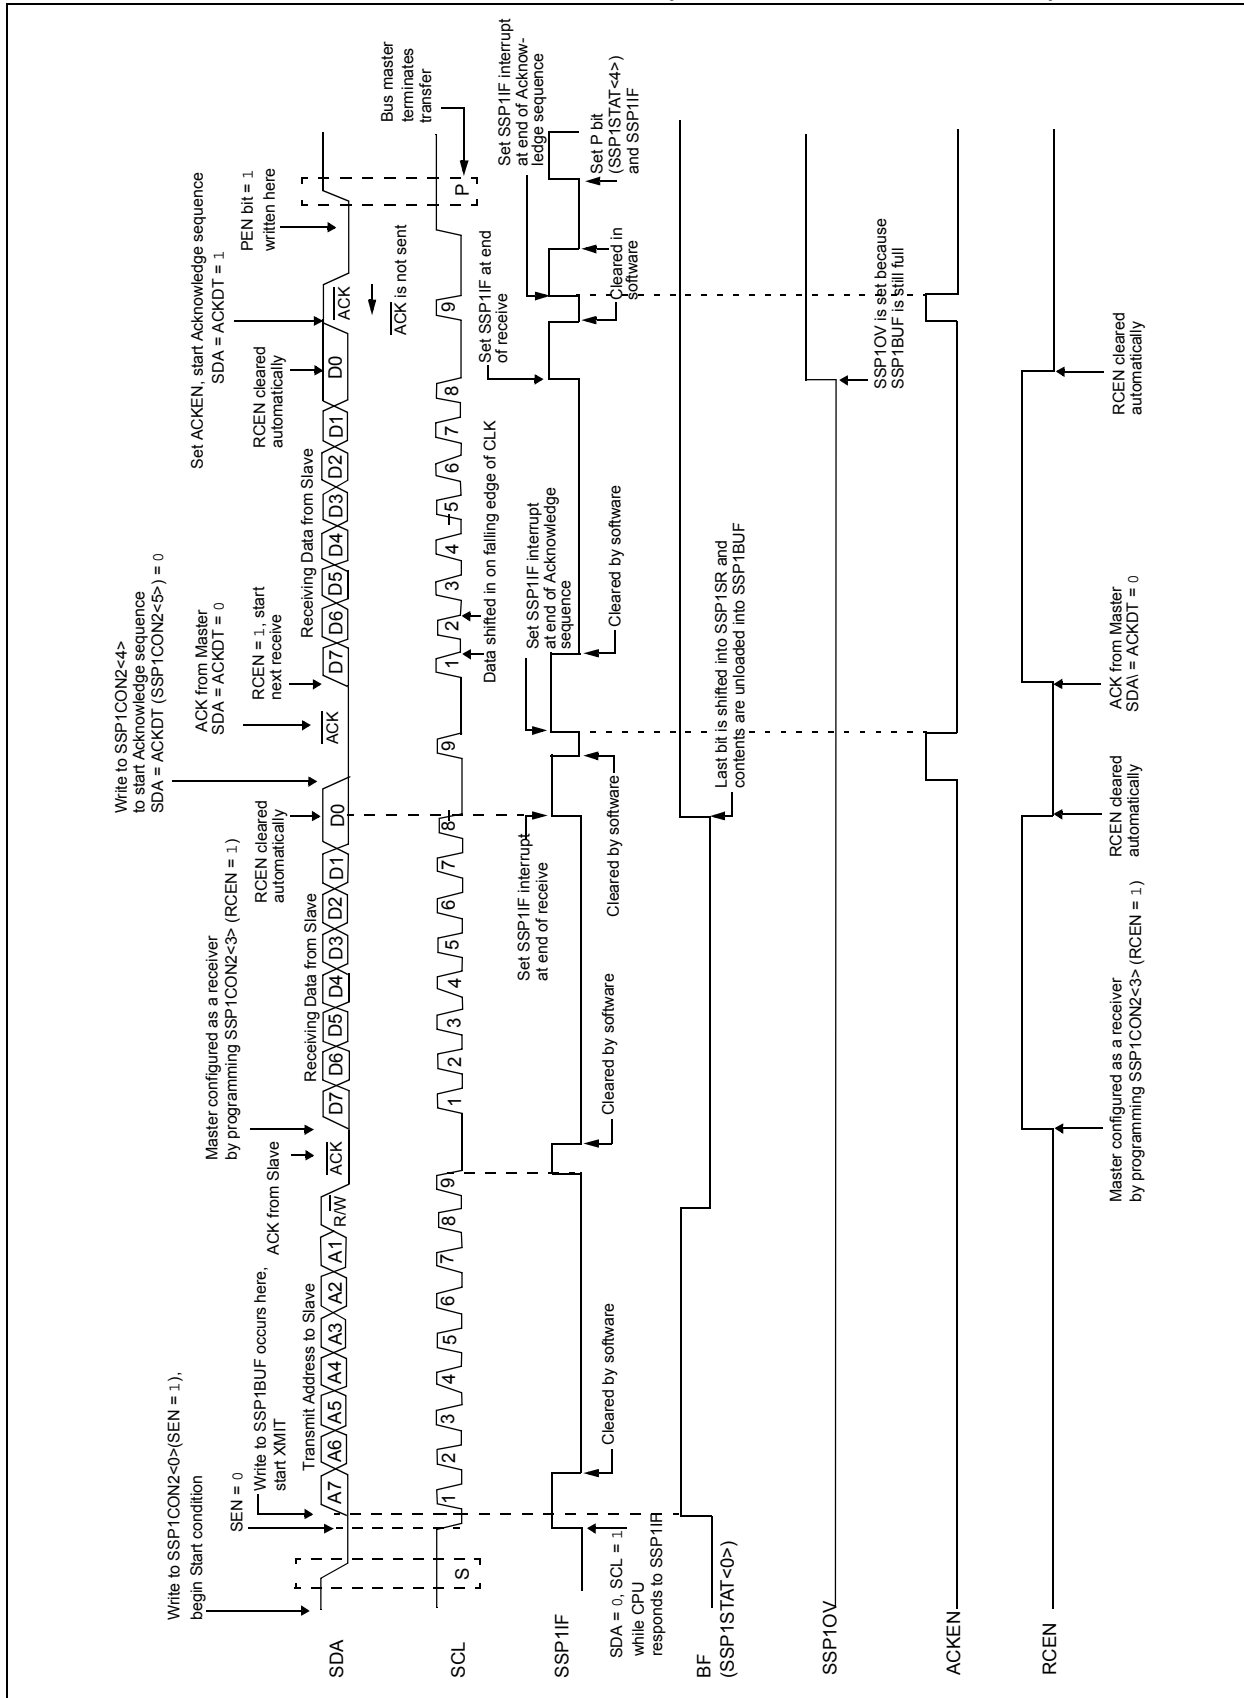 Write to SSP1CON2<0>(SEN = 1),
begin Start condition
SEN = 0
Write to SSP1BUF occurs here,
start XMIT
ACK from Slave
Master configured as a receiver
by programming SSP1CON2<3> (RCEN = 1)
RCEN cleared
automatically
Write to SSP1CON2<4>
to start Acknowledge sequence
SDA = ACKDT (SSP1CON2<5>) = 0
ACK from Master
SDA = ACKDT = 0
RCEN = 1, start
next receive
RCEN cleared
automatically
Set ACKEN, start Acknowledge sequence
SDA = ACKDT = 1
PEN bit = 1
written here
Transmit Address to Slave
Receiving Data from Slave
Receiving Data from Slave
SDA
A7 A6 A5 A4 A3 A2 A1 R/W ACK D7 D6 D5 D4 D3 D2 D1 D0 ACK D7 D6 D5 D4 D3 D2 D1 D0 ACK
ACK is not sent
Bus master
terminates
transfer
SCL
S 1 2 3 4 5 6 7 8 9 1 2 3 4 5 6 7 8 9 1 2 3 4 5 6 7 8 9 P
Data shifted in on falling edge of CLK
Set SSP1IF interrupt
at end of receive
Set SSP1IF interrupt
at end of Acknowledge
sequence
Set SSP1IF at end
of receive
Set SSP1IF interrupt
at end of Acknow-
ledge sequence
SSP1IF
SDA = 0, SCL = 1
while CPU
responds to SSP1IF
Cleared by software
Cleared by software
Cleared by software
Cleared by software
Cleared in
software
Set P bit
(SSP1STAT<4>)
and SSP1IF
BF
(SSP1STAT<0>)
Last bit is shifted into SSP1SR and
contents are unloaded into SSP1BUF
SSP1OV
SSP1OV is set because
SSP1BUF is still full
ACKEN
RCEN
Master configured as a receiver
by programming SSP1CON2<3> (RCEN = 1)
RCEN cleared
automatically
ACK from Master
SDA\ = ACKDT = 0
RCEN cleared
automatically